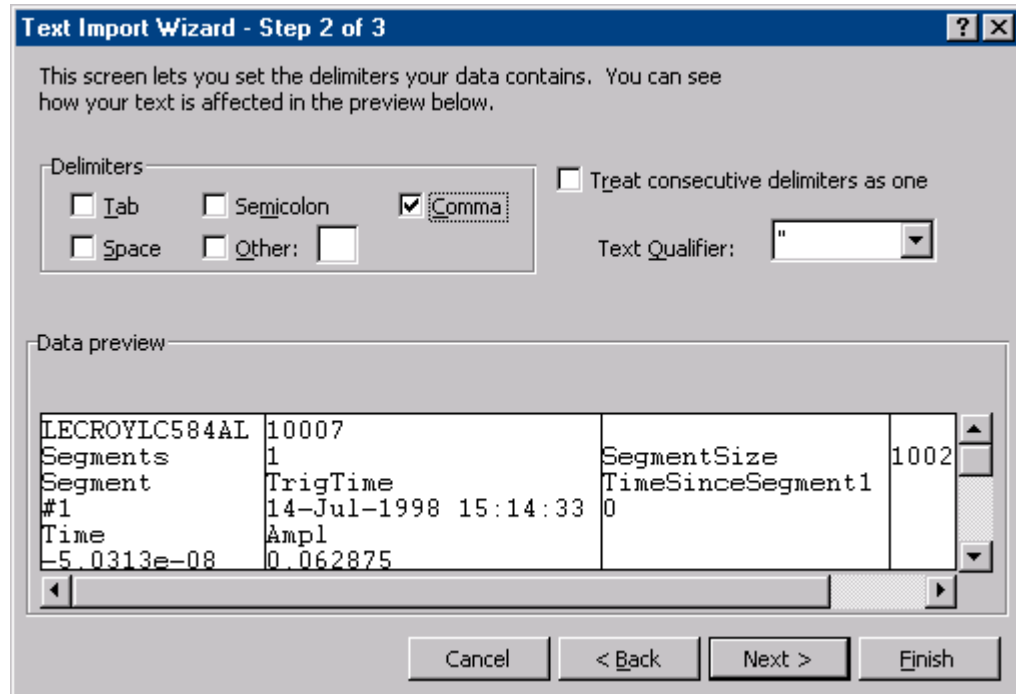 Text Import Wizard - Step 2 of 3
This screen lets you set the delimiters your data contains. You can see
how your text is affected in the preview below.
Delimiters
Tab Semicolon Comma
Space Other:
Treat consecutive delimiters as one
Text Qualifier: "
Data preview
LECROYLC584AL 10007
Segments 1 SegmentSize 1002
Segment TrigTime TimeSinceSegment1
#1 14-Jul-1998 15:14:33 0
Time Ampl
-5.0313e-08 0.062875
Cancel < Back Next > Finish